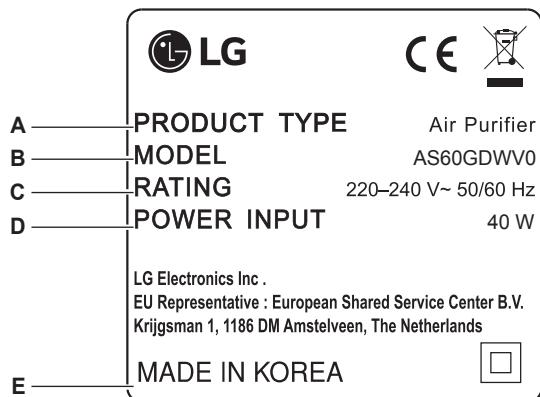 LG CE
A PRODUCT TYPE Air Purifier
B MODEL AS60GDWV0
C RATING 220–240 V~ 50/60 Hz
D POWER INPUT 40 W
LG Electronics Inc .
EU Representative : European Shared Service Center B.V.
Krijgsman 1, 1186 DM Amstelveen, The Netherlands
E MADE IN KOREA